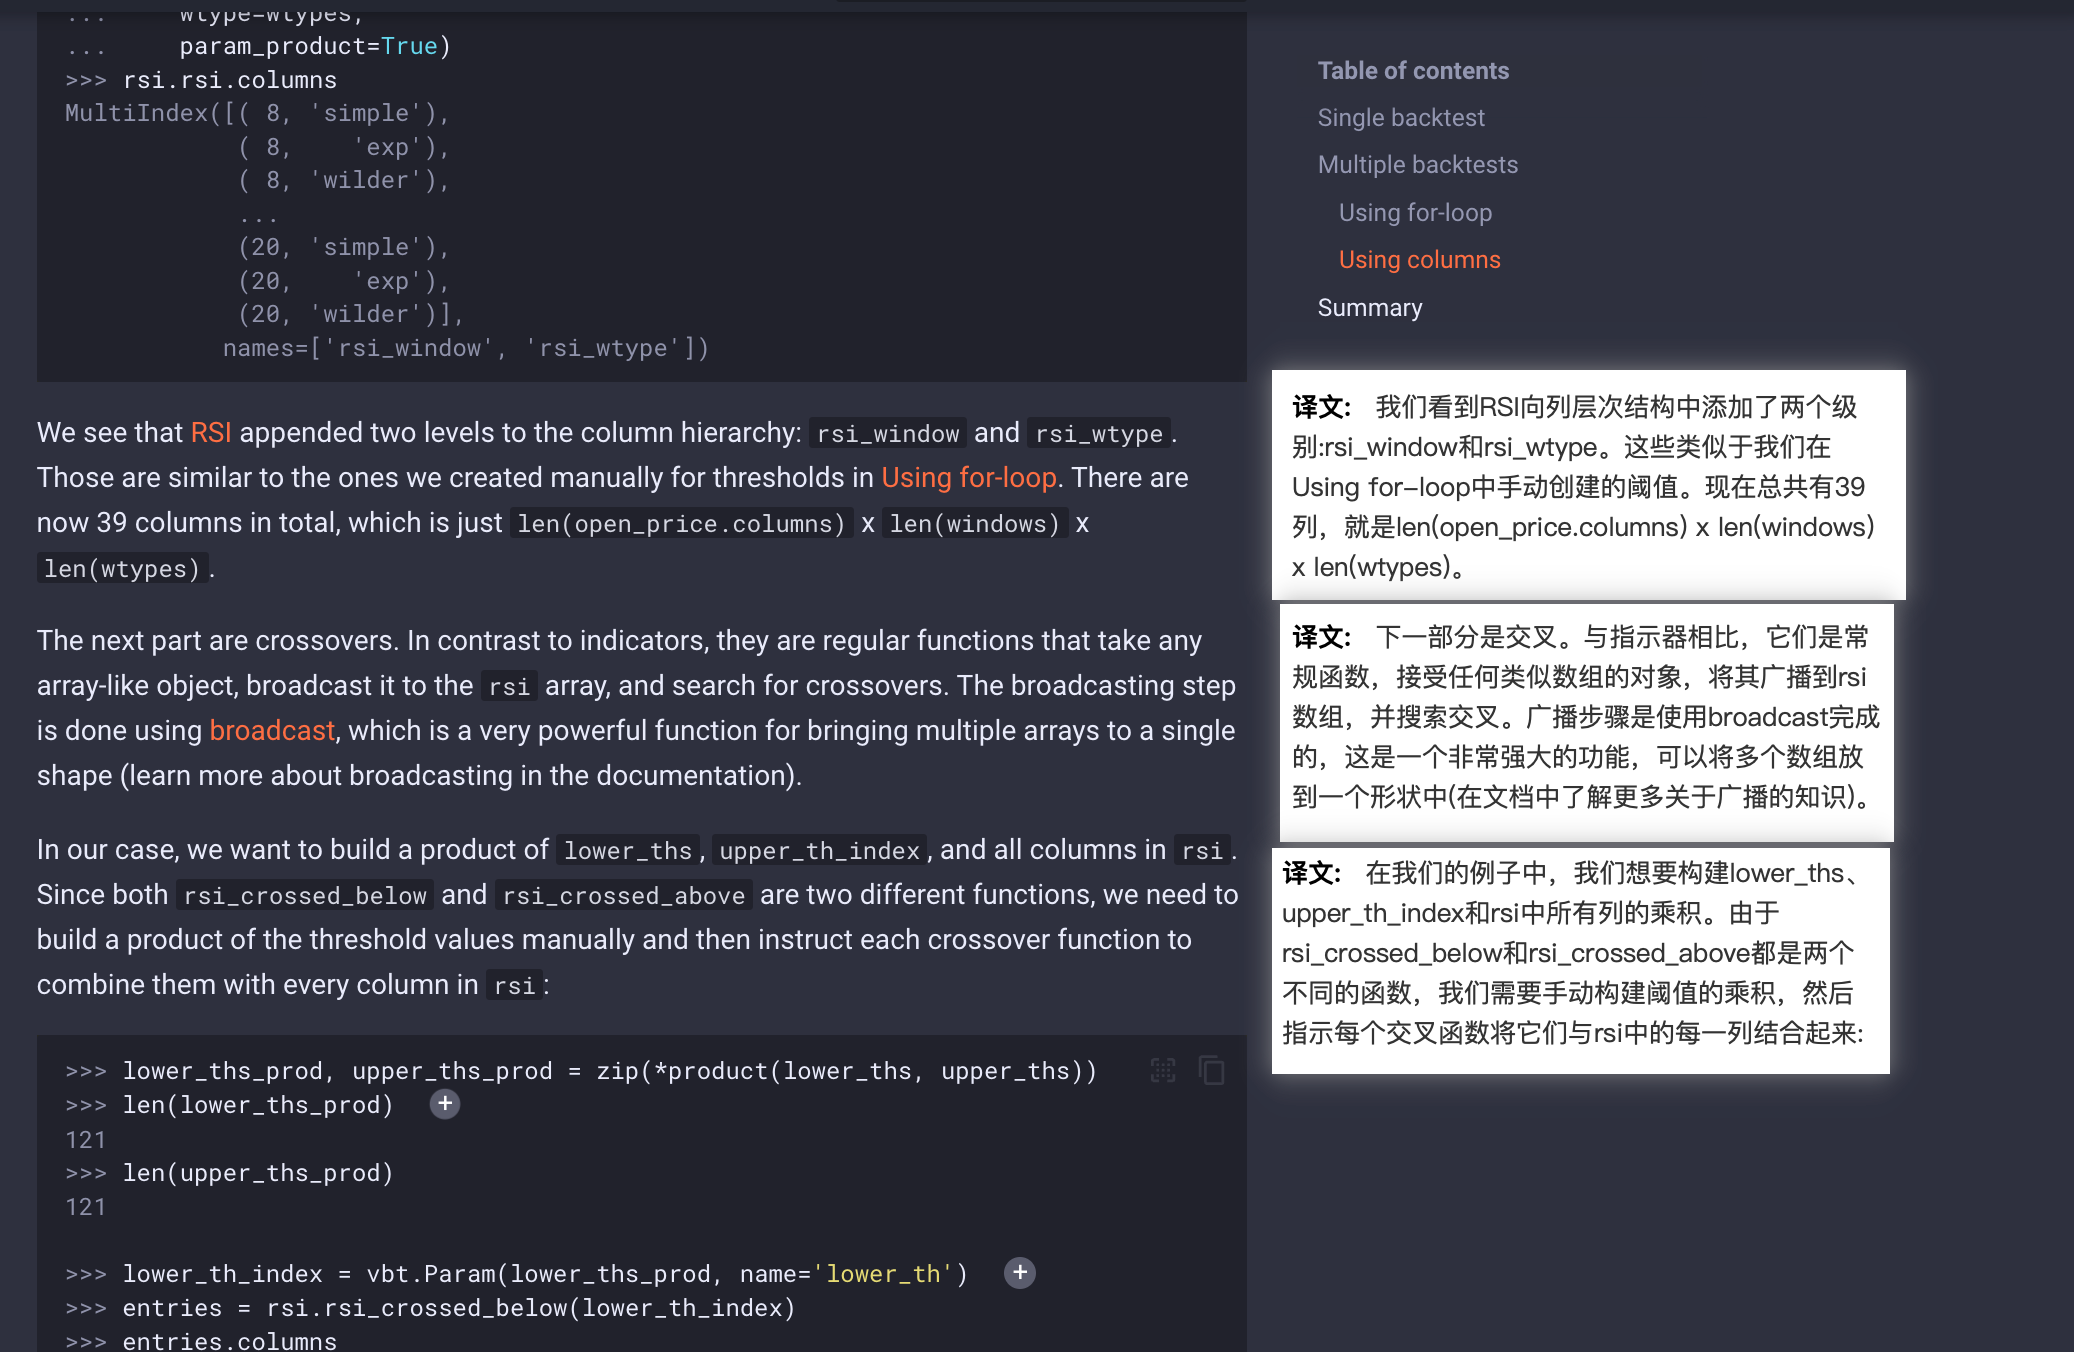 ...     wtype=wtypes,
...     param_product=True)
>>> rsi.rsi.columns
MultiIndex([( 8, 'simple'),
            ( 8,    'exp'),
            ( 8, 'wilder'),
            ...
            (20, 'simple'),
            (20,    'exp'),
            (20, 'wilder')],
           names=['rsi_window', 'rsi_wtype'])
We see that RSI appended two levels to the column hierarchy: rsi_window and rsi_wtype.
Those are similar to the ones we created manually for thresholds in Using for-loop. There are
now 39 columns in total, which is just len(open_price.columns) x len(windows) x
len(wtypes).
The next part are crossovers. In contrast to indicators, they are regular functions that take any
array-like object, broadcast it to the rsi array, and search for crossovers. The broadcasting step
is done using broadcast, which is a very powerful function for bringing multiple arrays to a single
shape (learn more about broadcasting in the documentation).
In our case, we want to build a product of lower_ths, upper_th_index, and all columns in rsi.
Since both rsi_crossed_below and rsi_crossed_above are two different functions, we need to
build a product of the threshold values manually and then instruct each crossover function to
combine them with every column in rsi:
>>> lower_ths_prod, upper_ths_prod = zip(*product(lower_ths, upper_ths))
>>> len(lower_ths_prod) +
121
>>> len(upper_ths_prod)
121
>>> lower_th_index = vbt.Param(lower_ths_prod, name='lower_th') +
>>> entries = rsi.rsi_crossed_below(lower_th_index)
>>> entries.columns
Table of contents
Single backtest
Multiple backtests
Using for-loop
Using columns
Summary
译文: 我们看到RSI向列层次结构中添加了两个级
别:rsi_window和rsi_wtype。这些类似于我们在
Using for-loop中手动创建的阈值。现在总共有39
列，就是len(open_price.columns) x len(windows)
x len(wtypes)。
译文: 下一部分是交叉。与指示器相比，它们是常
规函数，接受任何类似数组的对象，将其广播到rsi
数组，并搜索交叉。广播步骤是使用broadcast完成
的，这是一个非常强大的功能，可以将多个数组放
到一个形状中(在文档中了解更多关于广播的知识)。
译文: 在我们的例子中，我们想要构建lower_ths、
upper_th_index和rsi中所有列的乘积。由于
rsi_crossed_below和rsi_crossed_above都是两个
不同的函数，我们需要手动构建阈值的乘积，然后
指示每个交叉函数将它们与rsi中的每一列结合起来: